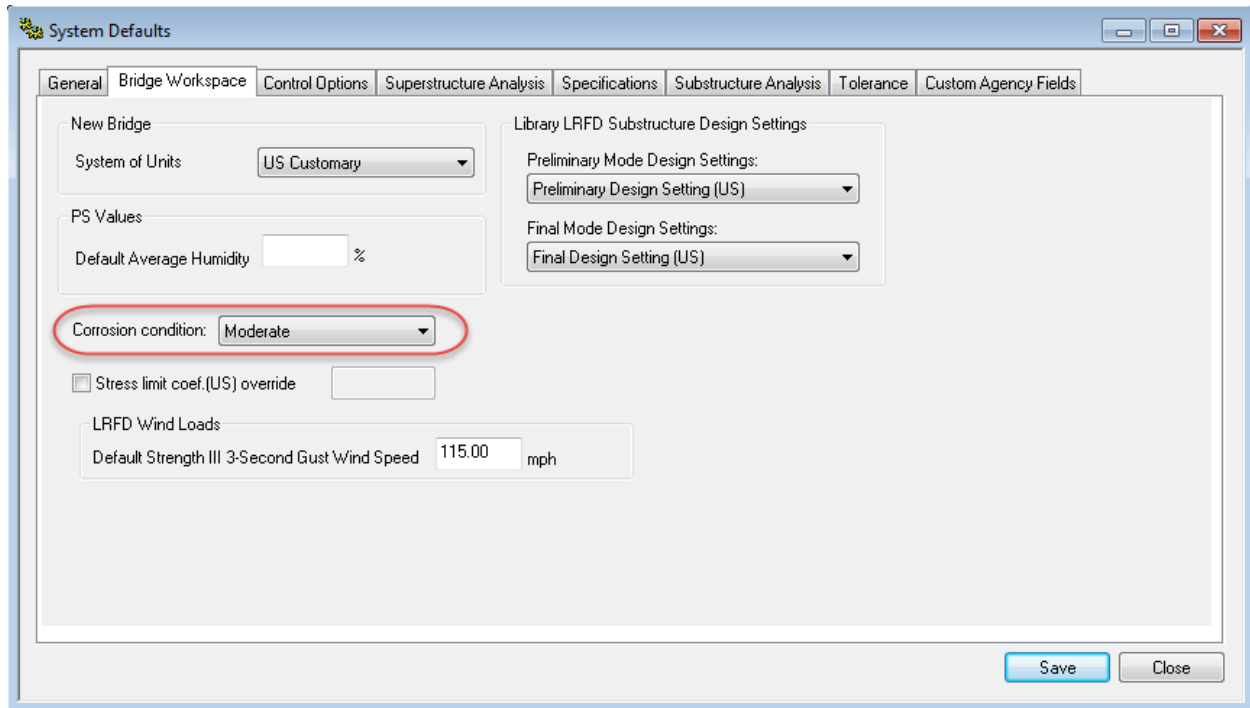 System Defaults
General Bridge Workspace Control Options Superstructure Analysis Specifications Substructure Analysis Tolerance Custom Agency Fields
New Bridge
System of Units US Customary
PS Values
Default Average Humidity %
Corrosion condition: Moderate
Stress limit coef.(US) override
LRFD Wind Loads
Default Strength III 3-Second Gust Wind Speed 115.00 mph
Library LRFD Substructure Design Settings
Preliminary Mode Design Settings:
Preliminary Design Setting (US)
Final Mode Design Settings:
Final Design Setting (US)
Save Close